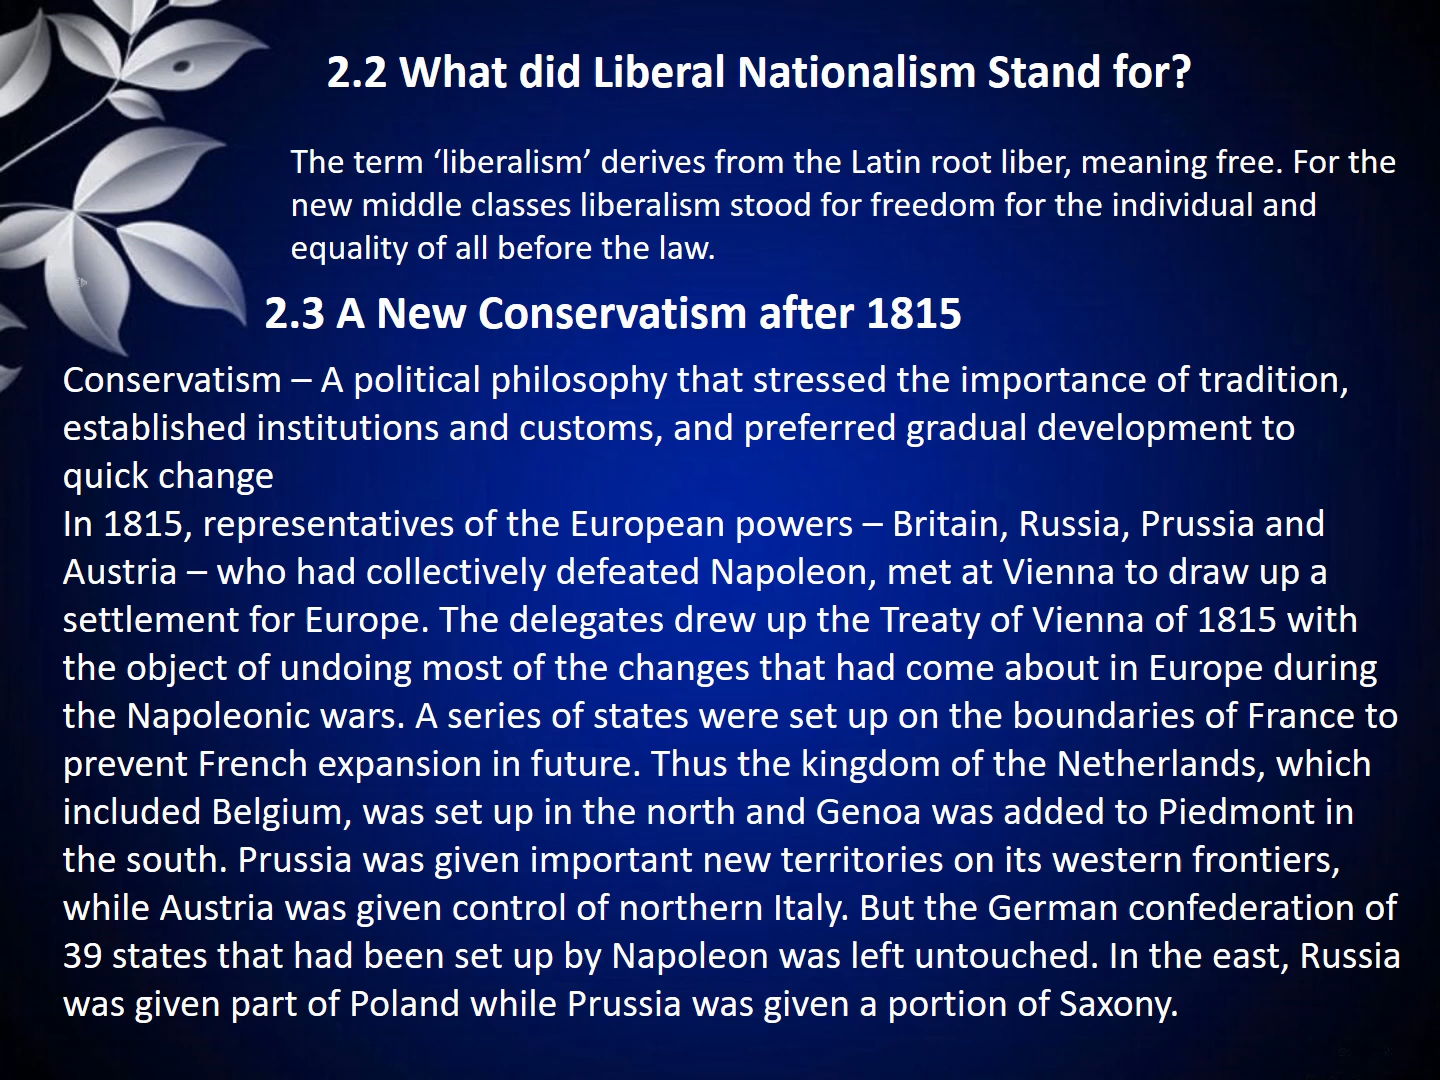 2.2 What did Liberal Nationalism Stand for?
The term ‘liberalism’ derives from the Latin root liber, meaning free. For the
new middle classes liberalism stood for freedom for the individual and
equality of all before the law.
2.3 A New Conservatism after 1815
Conservatism – A political philosophy that stressed the importance of tradition,
established institutions and customs, and preferred gradual development to
quick change
In 1815, representatives of the European powers – Britain, Russia, Prussia and
Austria – who had collectively defeated Napoleon, met at Vienna to draw up a
settlement for Europe. The delegates drew up the Treaty of Vienna of 1815 with
the object of undoing most of the changes that had come about in Europe during
the Napoleonic wars. A series of states were set up on the boundaries of France to
prevent French expansion in future. Thus the kingdom of the Netherlands, which
included Belgium, was set up in the north and Genoa was added to Piedmont in
the south. Prussia was given important new territories on its western frontiers,
while Austria was given control of northern Italy. But the German confederation of
39 states that had been set up by Napoleon was left untouched. In the east, Russia
was given part of Poland while Prussia was given a portion of Saxony.